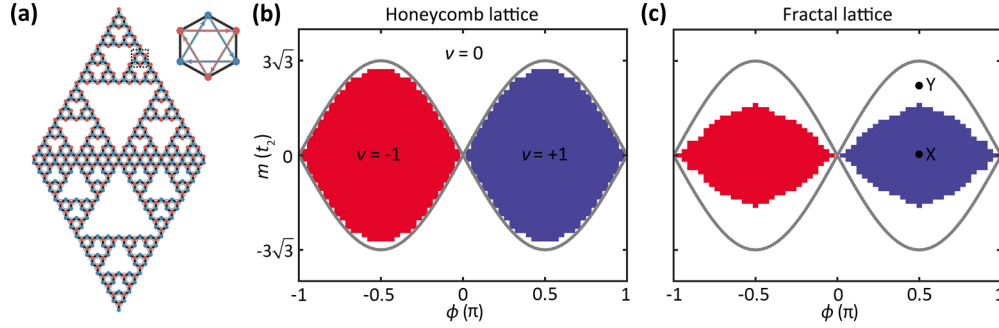 (a)
(b) Honeycomb lattice
3√3
0
-3√3
m (t₂)
ν = 0
ν = -1
ν = +1
-1 -0.5 0 0.5 1
ϕ (π)
(c) Fractal lattice
Y
X
-1 -0.5 0 0.5 1
ϕ (π)